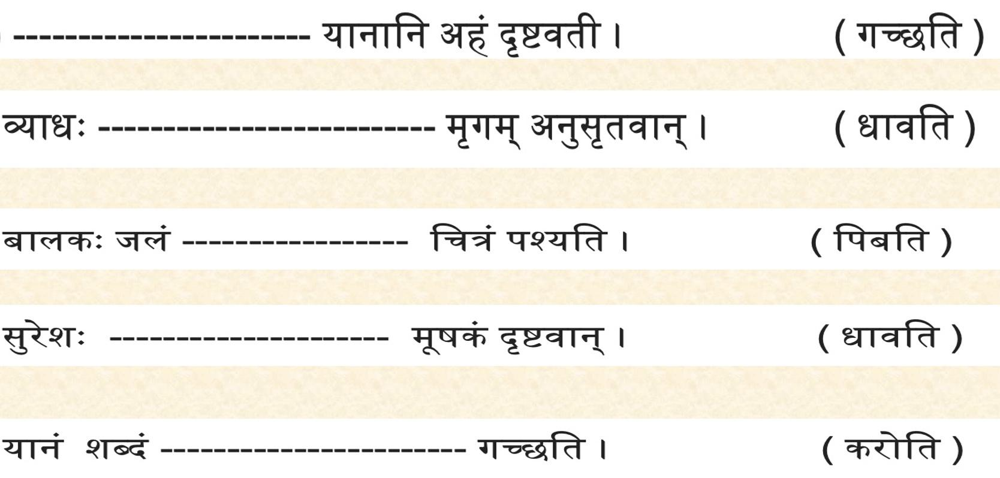 ----------------------- यानानि अहं दृष्टवती । ( गच्छति )
व्याधः -------------------------- मृगम् अनुसृतवान् । ( धावति )
बालकः जलं ----------------- चित्रं पश्यति । ( पिबति )
सुरेशः --------------------- मूषकं दृष्टवान् । ( धावति )
यानं शब्दं ----------------------- गच्छति । ( करोति )